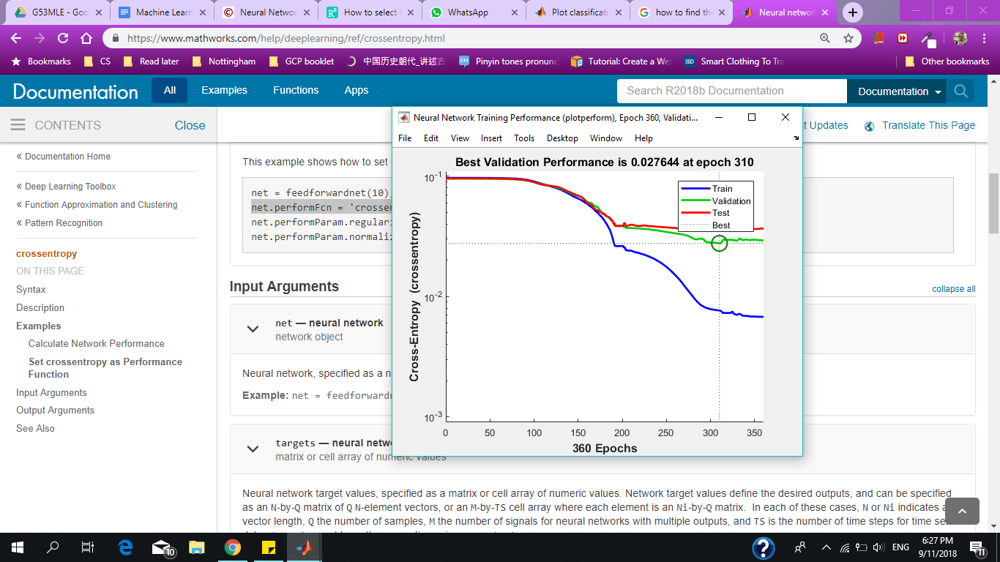 G53MLE - Goo
Machine Learn
Neural Networ
How to select t
WhatsApp
Plot classificati
how to find th
Neural networ
https://www.mathworks.com/help/deeplearning/ref/crossentropy.html
Bookmarks
CS
Read later
Nottingham
GCP booklet
中国历史朝代_讲述古
Pinyin tones pronunc
Tutorial: Create a We
Smart Clothing To Tra
Other bookmarks
Documentation
All
Examples
Functions
Apps
Search R2018b Documentation
Documentation
CONTENTS
Close
t Updates
Translate This Page
« Documentation Home
« Deep Learning Toolbox
« Function Approximation and Clustering
« Pattern Recognition
crossentropy
ON THIS PAGE
Syntax
Description
Examples
Calculate Network Performance
Set crossentropy as Performance
Function
Input Arguments
Output Arguments
See Also
This example shows how to set
net = feedforwardnet(10)
net.performFcn = 'crosse
net.performParam.regulari
net.performParam.normaliz
Input Arguments
collapse all
net — neural network
network object
Neural network, specified as a n
Example: net = feedforward
targets — neural netw
matrix or cell array of numeric values
Neural network target values, specified as a matrix or cell array of numeric values. Network target values define the desired outputs, and can be specified
as an N-by-Q matrix of Q N-element vectors, or an M-by-TS cell array where each element is an Ni-by-Q matrix. In each of these cases, N or Ni indicates a
vector length, Q the number of samples, M the number of signals for neural networks with multiple outputs, and TS is the number of time steps for time se
Neural Network Training Performance (plotperform), Epoch 360, Validati...
File
Edit
View
Insert
Tools
Desktop
Window
Help
Best Validation Performance is 0.027644 at epoch 310
Train
Validation
Test
Best
Cross-Entropy (crossentropy)
10-1
10-2
10-3
0
50
100
150
200
250
300
350
360 Epochs
10
ENG
6:27 PM
9/11/2018
11